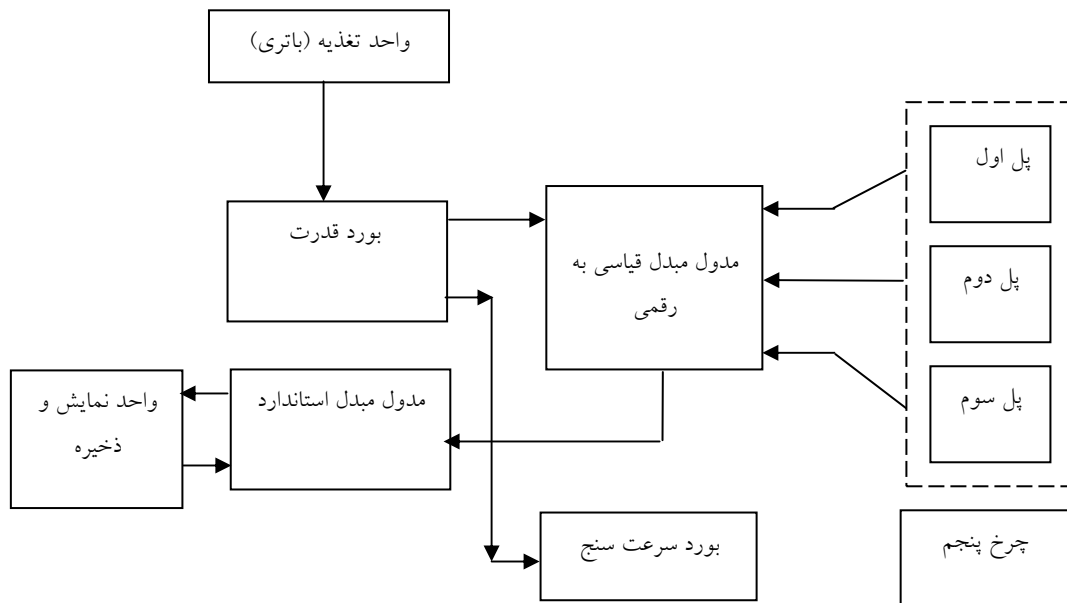 واحد تغذیه (باتری)
پل اول
بورد قدرت
مدول مبدل قیاسی به
رقمی
پل دوم
واحد نمایش و
ذخیره
مدول مبدل استاندارد
پل سوم
بورد سرعت سنج
چرخ پنجم